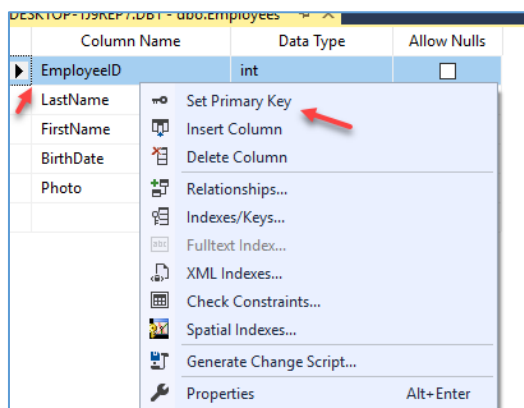 DESKTOP-1J9REP7.DB1 - dbo.Employees
Column Name Data Type Allow Nulls
EmployeeID int
LastName
FirstName
BirthDate
Photo
Set Primary Key
Insert Column
Delete Column
Relationships...
Indexes/Keys...
Fulltext Index...
XML Indexes...
Check Constraints...
Spatial Indexes...
Generate Change Script...
Properties Alt+Enter